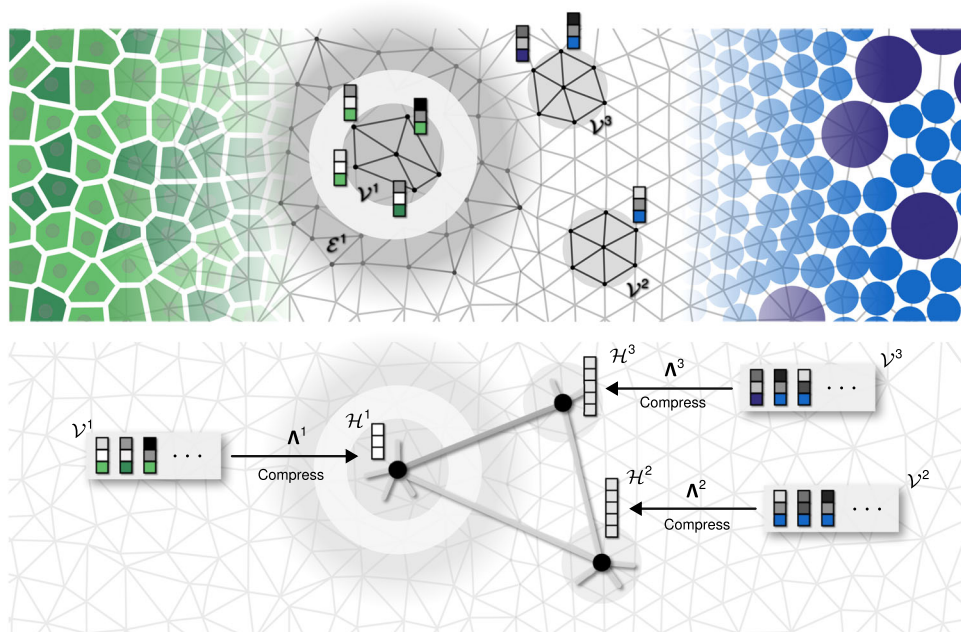 𝒱³
𝒱¹
ℰ¹
𝒱²
ℋ³
Λ³
Compress
𝒱³
ℋ¹
𝒱¹
Λ¹
Compress
· · ·
· · ·
ℋ²
Λ²
Compress
𝒱²
· · ·